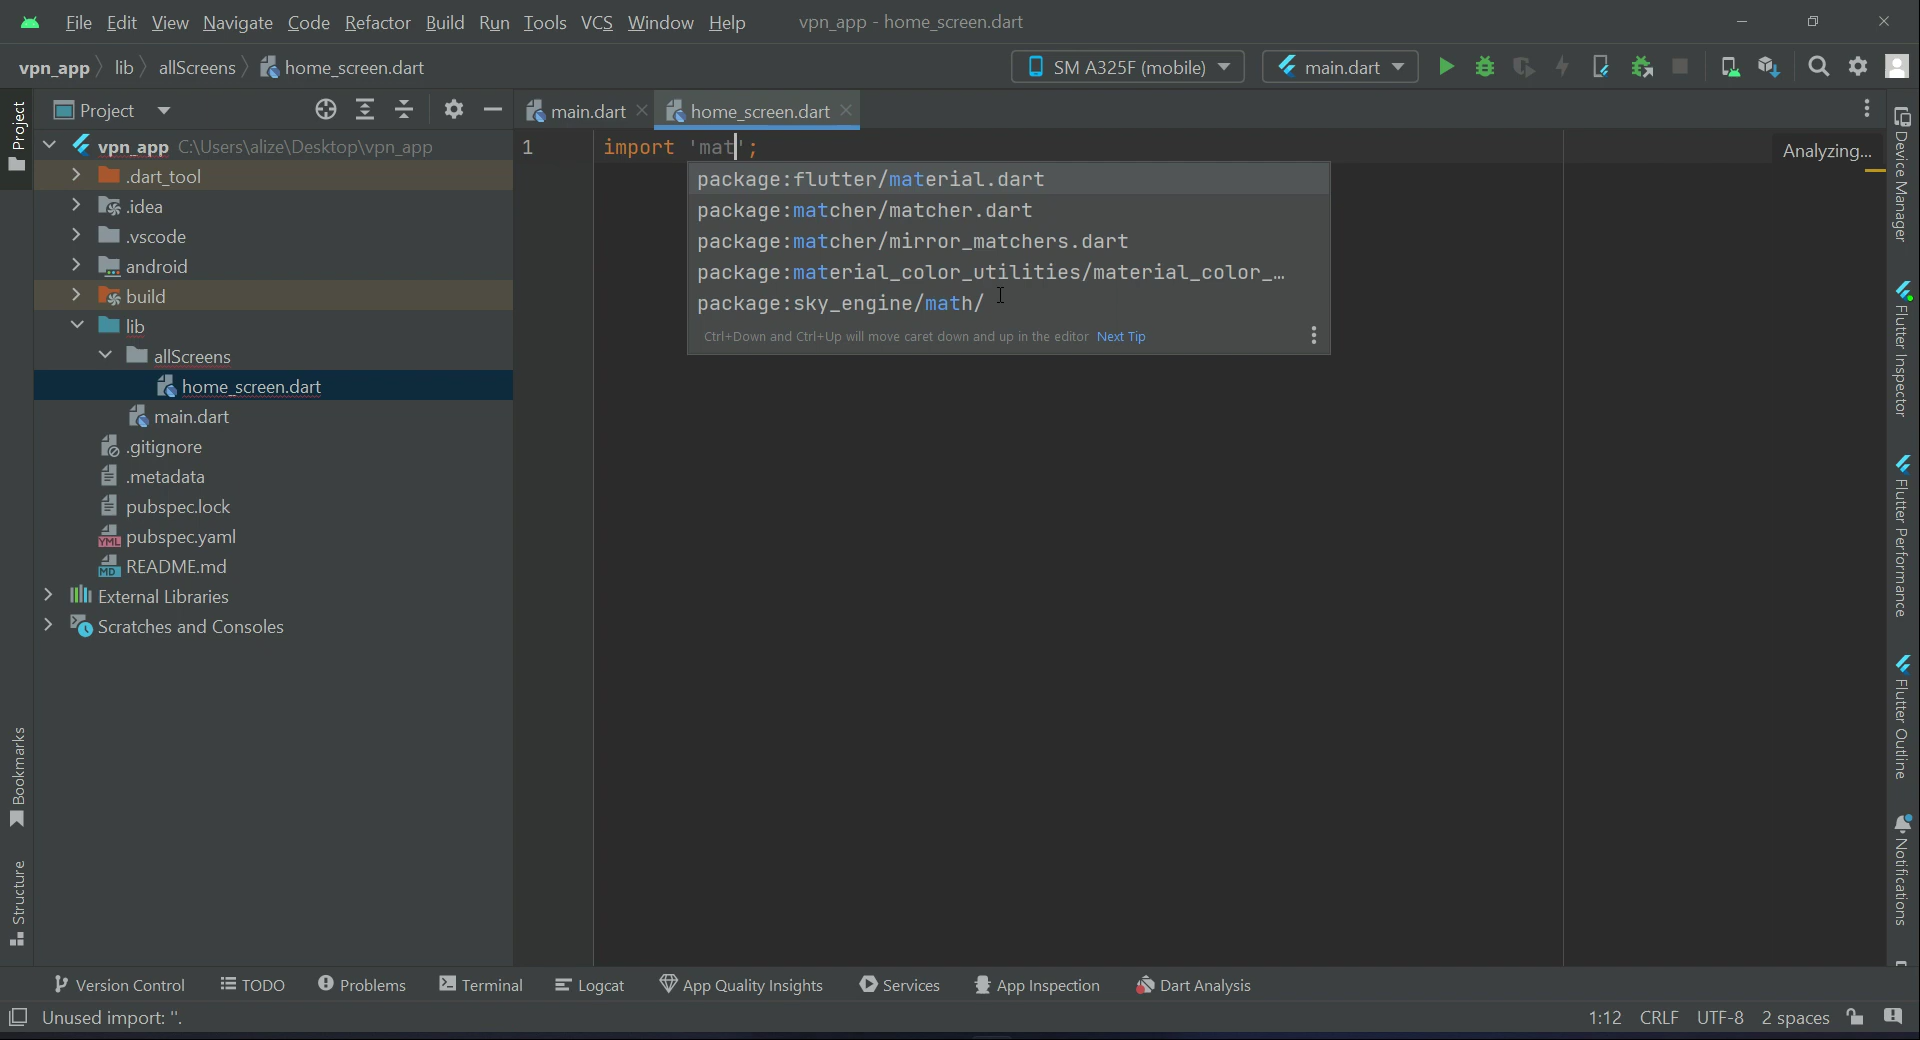 File Edit View Navigate Code Refactor Build Run Tools VCS Window Help vpn_app - home_screen.dart
vpn_app lib allScreens home_screen.dart SM A325F (mobile) main.dart
Project
Project
main.dart
home_screen.dart
vpn_app C:\Users\alize\Desktop\vpn_app
.dart_tool
.idea
.vscode
android
build
lib
allScreens
home_screen.dart
main.dart
.gitignore
.metadata
pubspec.lock
YML pubspec.yaml
MD README.md
External Libraries
Scratches and Consoles
Bookmarks
Structure
1 import 'mat';
Analyzing...
package:flutter/material.dart
package:matcher/matcher.dart
package:matcher/mirror_matchers.dart
package:material_color_utilities/material_color_…
package:sky_engine/math/
Ctrl+Down and Ctrl+Up will move caret down and up in the editor Next Tip
Device Manager
Flutter Inspector
Flutter Performance
Flutter Outline
Notifications
Version Control TODO Problems Terminal Logcat App Quality Insights Services App Inspection Dart Analysis
Unused import: ''. 1:12 CRLF UTF-8 2 spaces